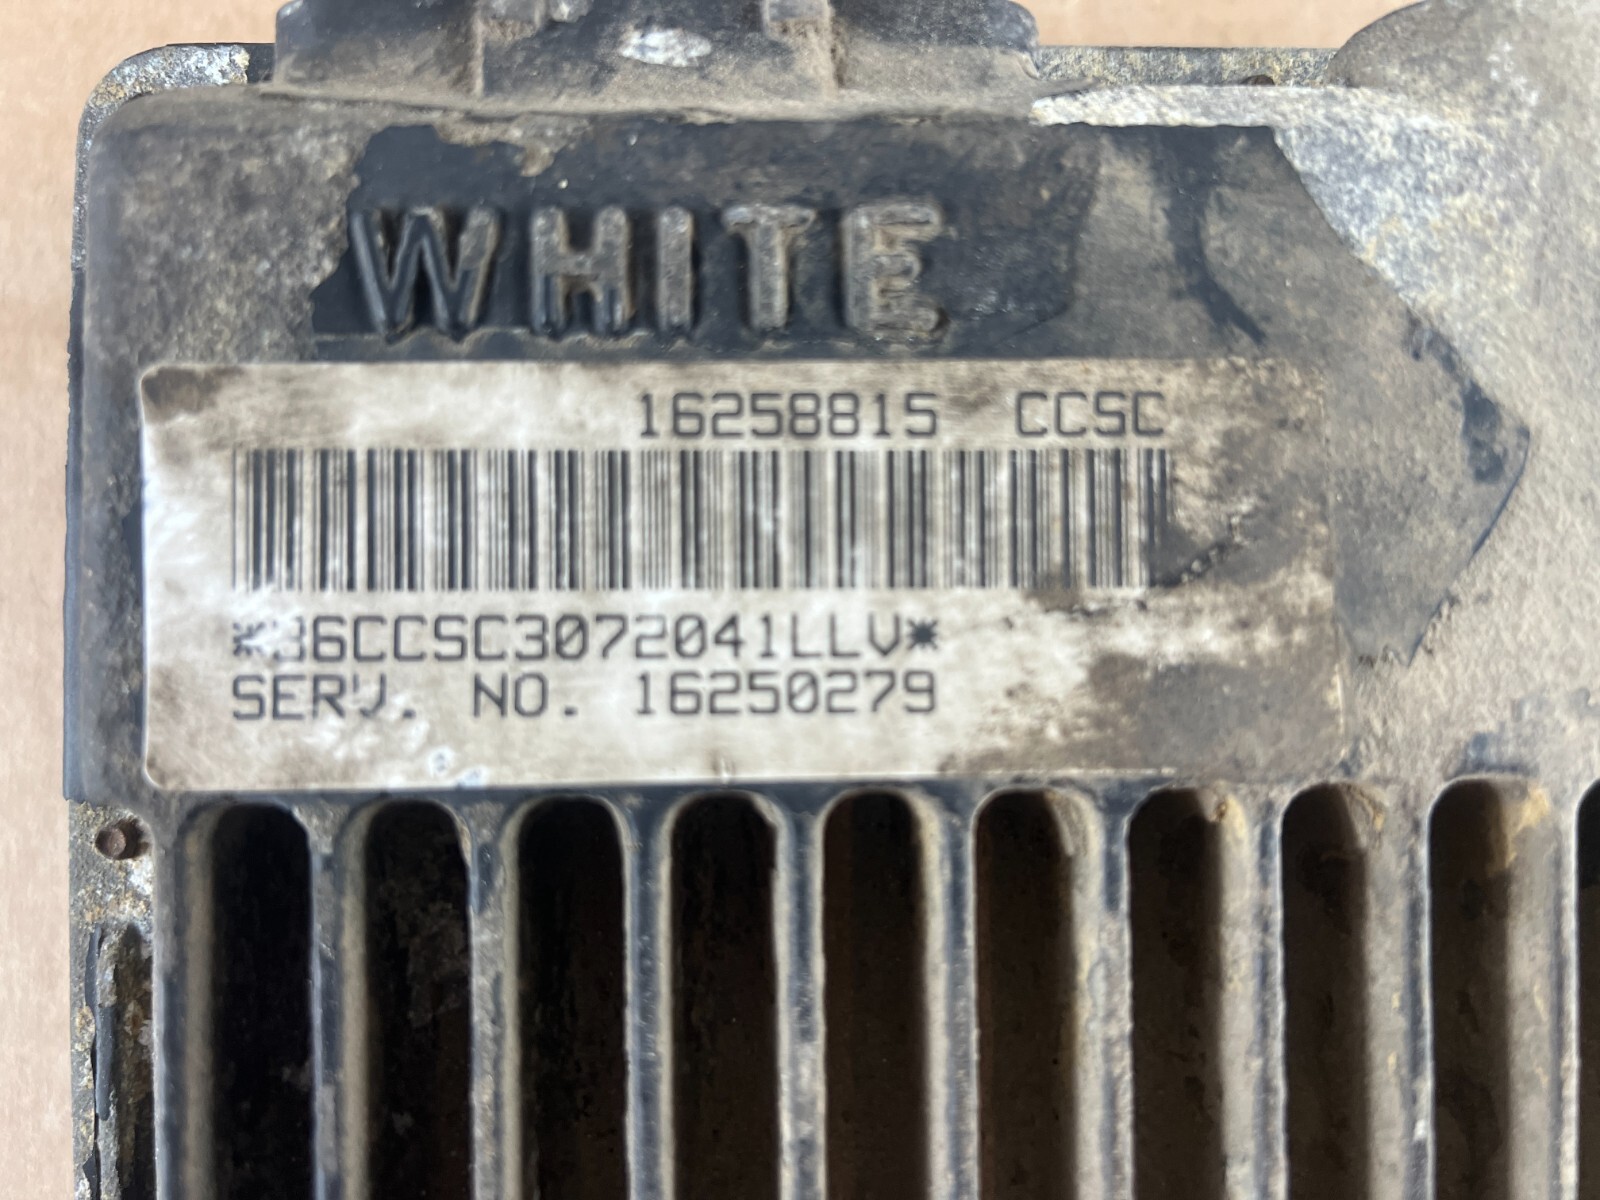 WHITE
16258815 CCSC
*86CCSC3072041LLV*
SERV. NO. 16250279